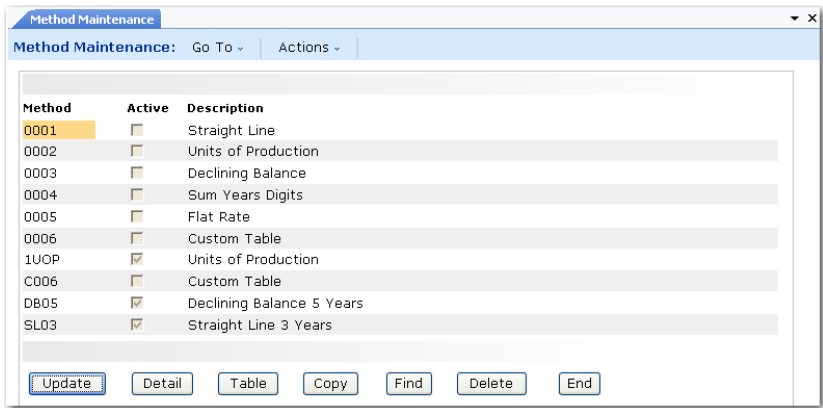 Method Maintenance
Method Maintenance: Go To Actions
Method Active Description
0001 Straight Line
0002 Units of Production
0003 Declining Balance
0004 Sum Years Digits
0005 Flat Rate
0006 Custom Table
1UOP Units of Production
C006 Custom Table
DB05 Declining Balance 5 Years
SL03 Straight Line 3 Years
Update Detail Table Copy Find Delete End